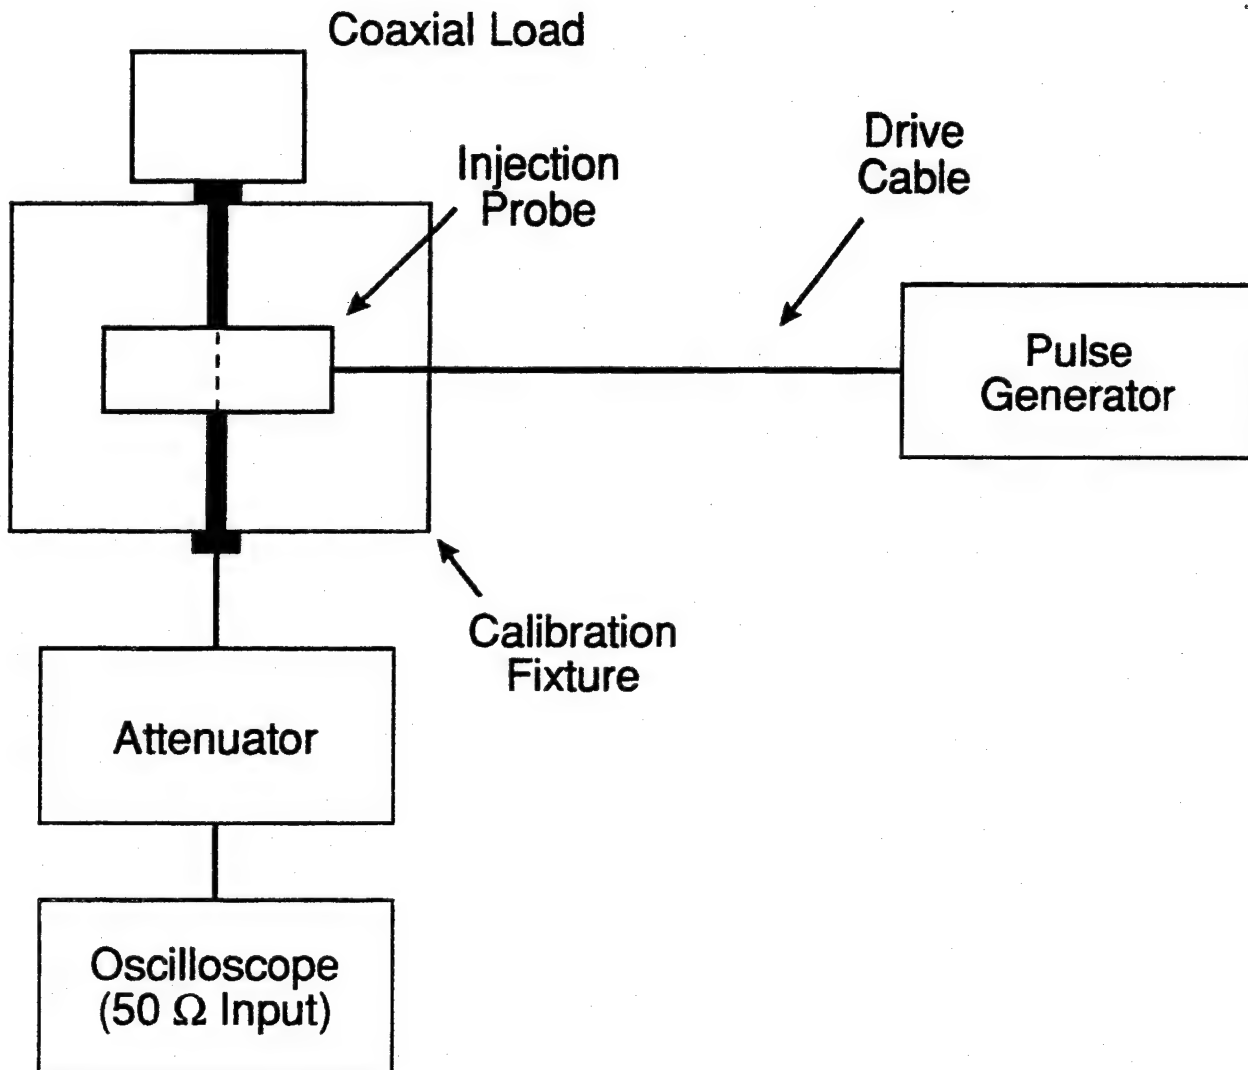 Coaxial Load
Injection
Probe
Drive
Cable
Pulse
Generator
Calibration
Fixture
Attenuator
Oscilloscope
(50 Ω Input)